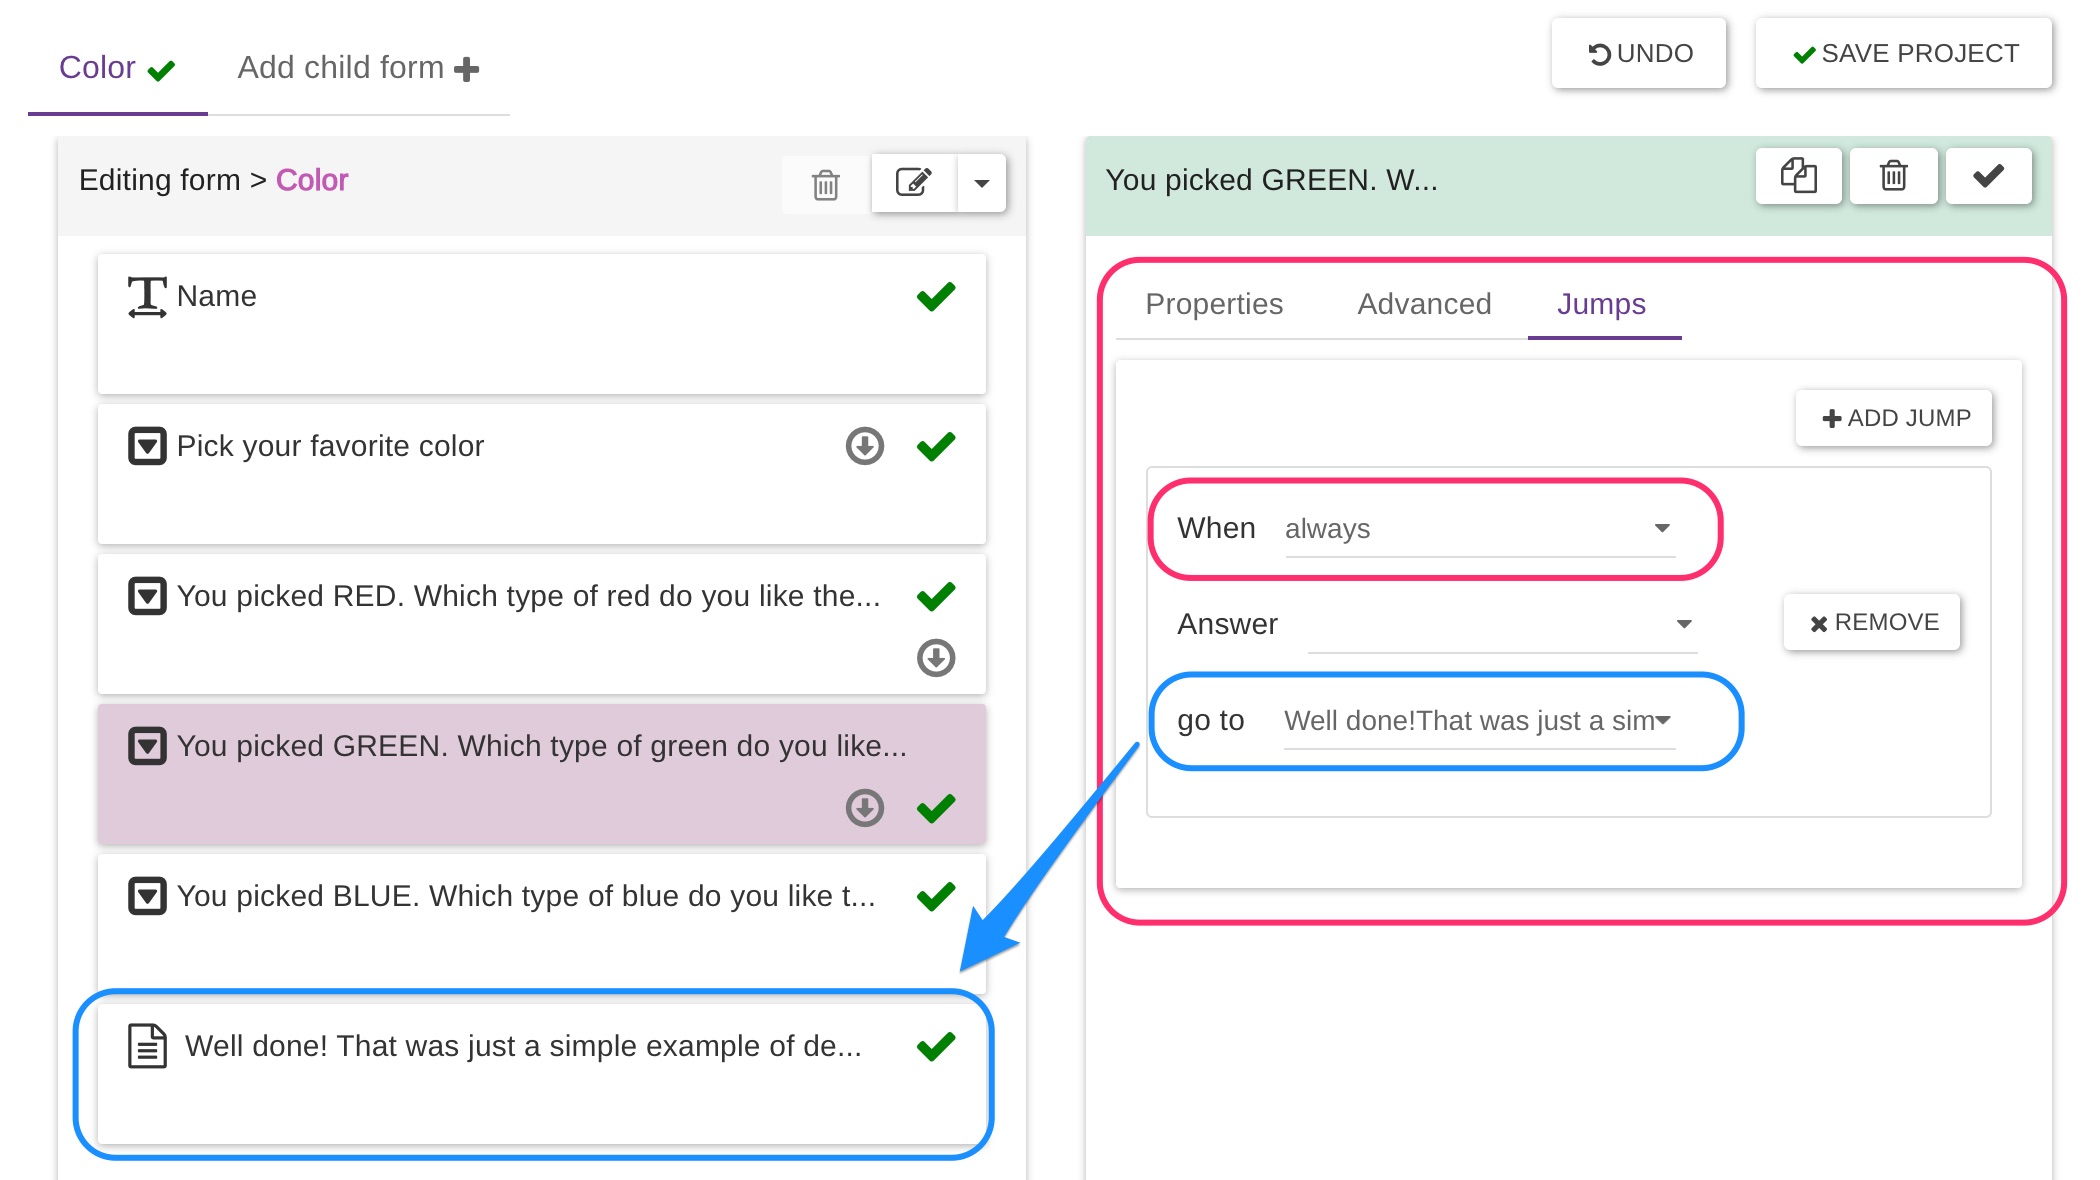 Color
Add child form
UNDO
SAVE PROJECT
Editing form > Color
Name
Pick your favorite color
You picked RED. Which type of red do you like the...
You picked GREEN. Which type of green do you like...
You picked BLUE. Which type of blue do you like t...
Well done! That was just a simple example of de...
You picked GREEN. W...
Properties
Advanced
Jumps
ADD JUMP
When always
Answer
REMOVE
go to Well done!That was just a sim